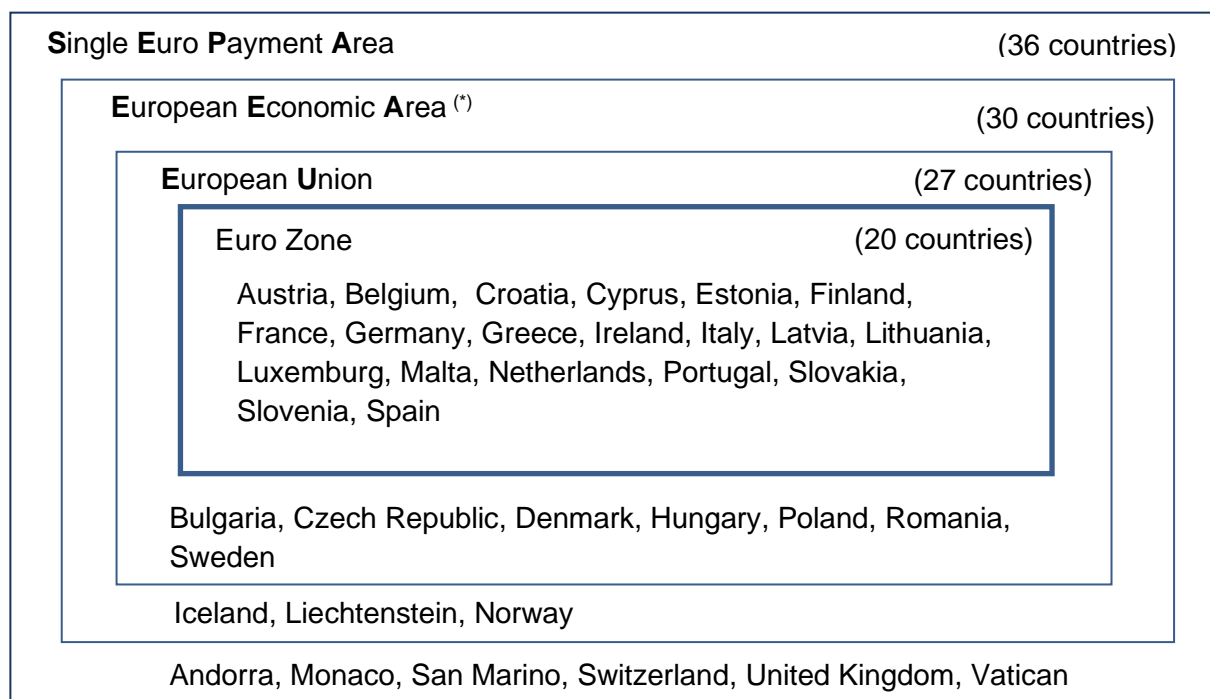 Single Euro Payment Area (36 countries)
European Economic Area (*) (30 countries)
European Union (27 countries)
Euro Zone (20 countries)
Austria, Belgium, Croatia, Cyprus, Estonia, Finland,
France, Germany, Greece, Ireland, Italy, Latvia, Lithuania,
Luxemburg, Malta, Netherlands, Portugal, Slovakia,
Slovenia, Spain
Bulgaria, Czech Republic, Denmark, Hungary, Poland, Romania,
Sweden
Iceland, Liechtenstein, Norway
Andorra, Monaco, San Marino, Switzerland, United Kingdom, Vatican